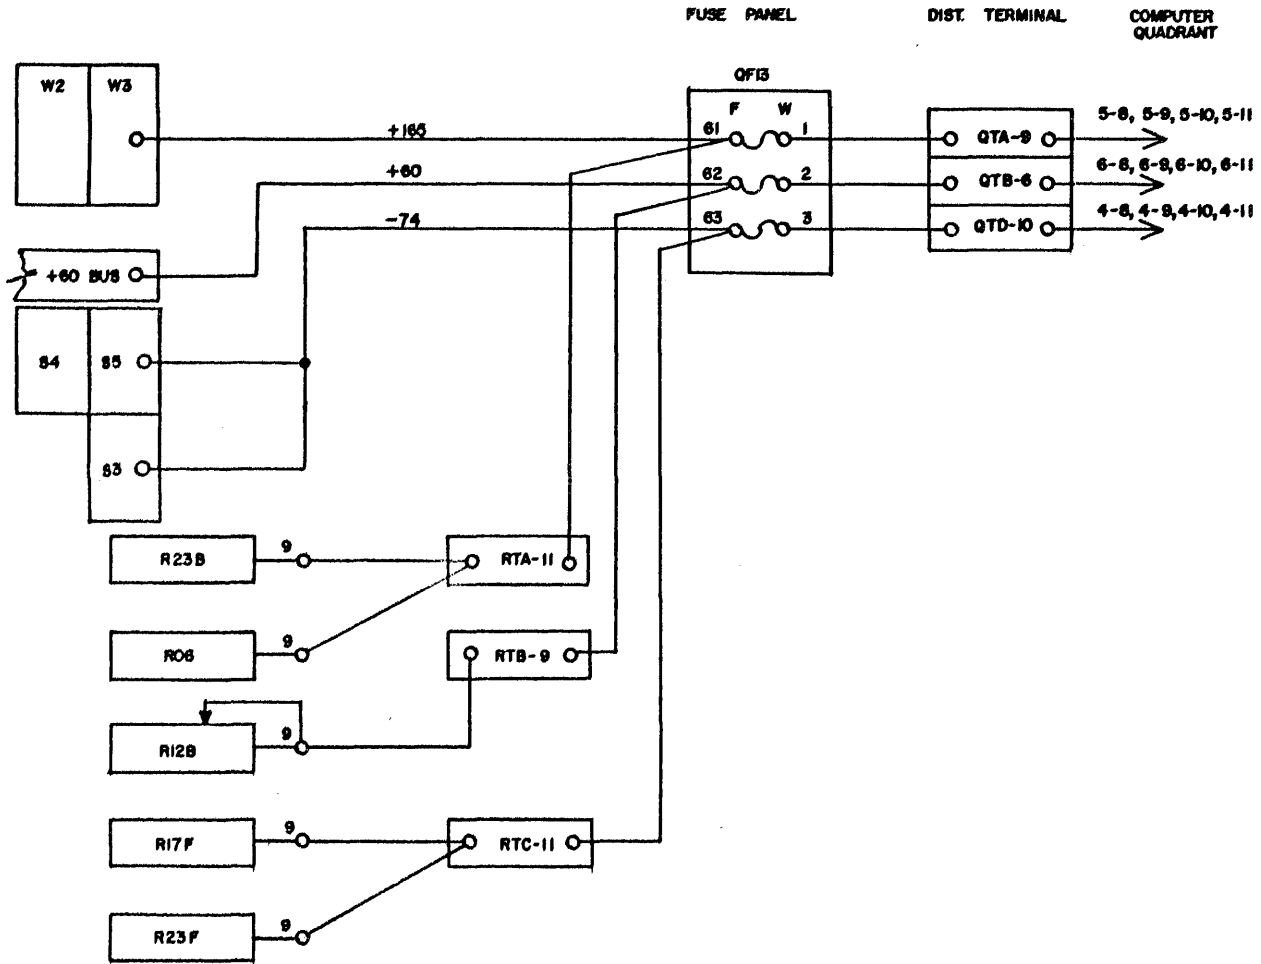 FUSE PANEL
DIST. TERMINAL
COMPUTER
QUADRANT
QF13
W2 W3
F W
+165
61
1
QTA-9
5-8, 5-9, 5-10, 5-11
+60
62
2
QTB-6
6-8, 6-9, 6-10, 6-11
-74
63
3
QTD-10
4-8, 4-9, 4-10, 4-11
+60 BUS
S4 S5
S3
R23B
9
RTA-11
R06
9
RTB-9
R12B
9
R17F
9
RTC-11
R23F
9